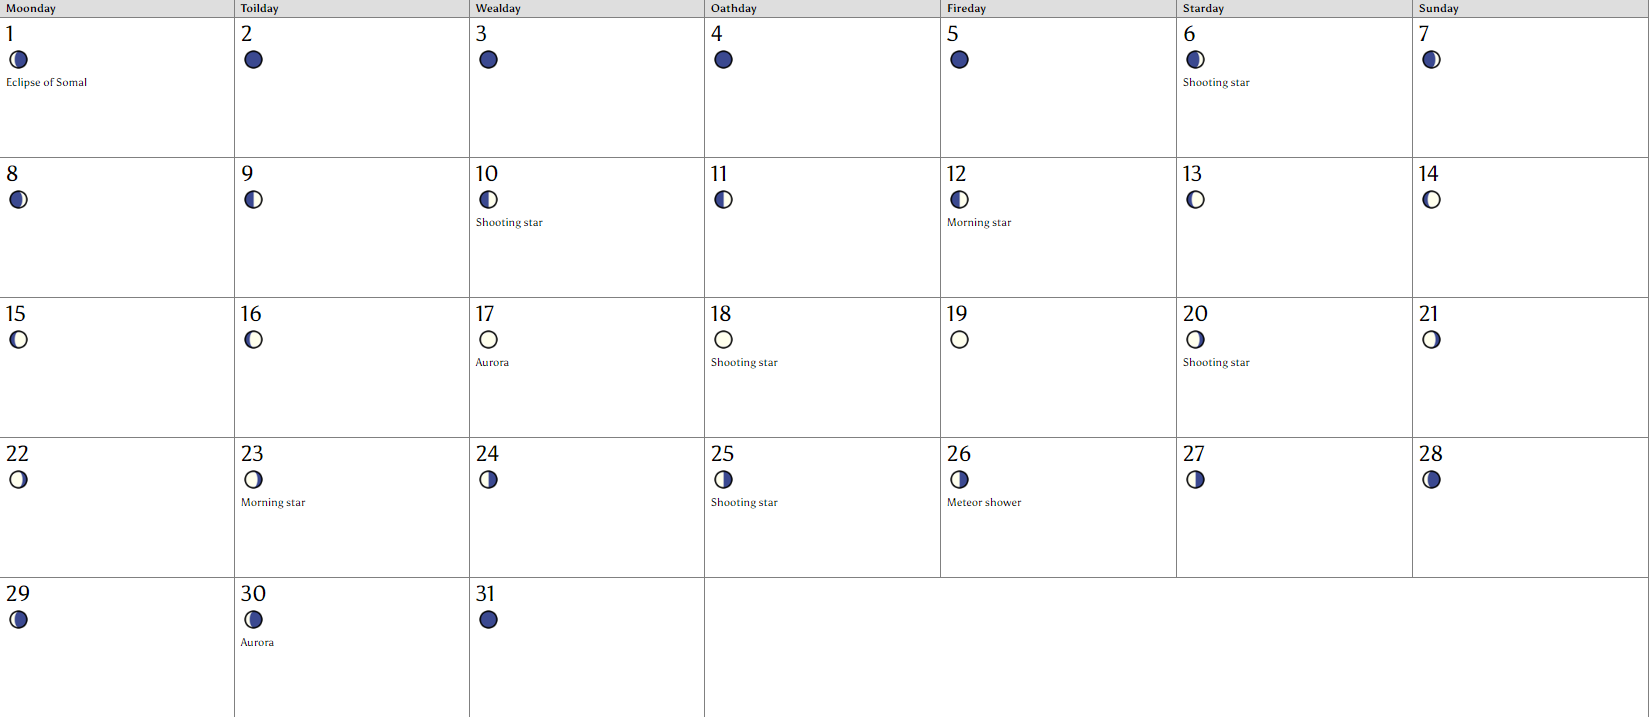 Moonday Toilday Wealday Oathday Fireday Starday Sunday
1 2 3 4 5 6 7
Eclipse of Somal Shooting star
8 9 10 11 12 13 14
Shooting star Morning star
15 16 17 18 19 20 21
Aurora Shooting star Shooting star
22 23 24 25 26 27 28
Morning star Shooting star Meteor shower
29 30 31
Aurora